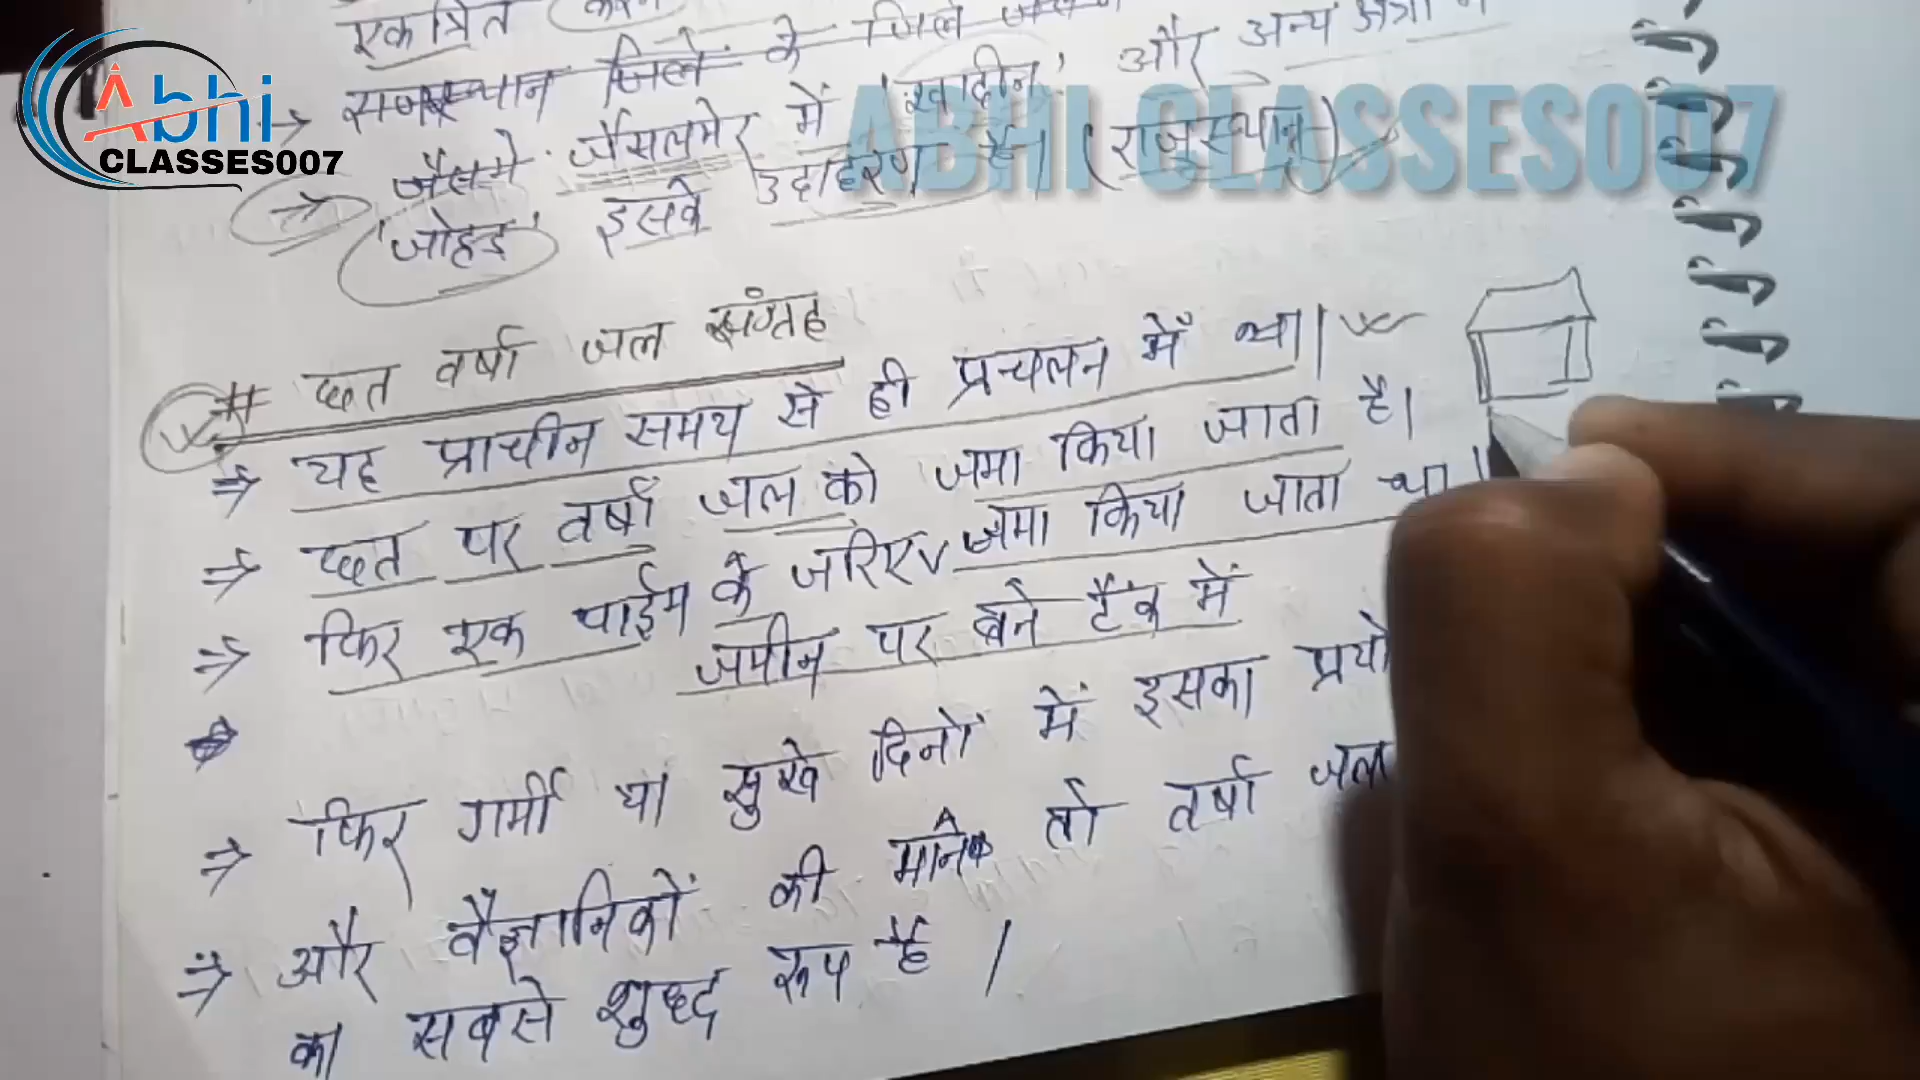 एकत्रित
Abhi
CLASSES007
ABHI CLASSES007
→ राजस्थान जिले के जिले
जैसलमेर में 'खादीन' और अन्य क्षेत्रों में
→ 'जोहड' इसके उदाहरण है। (राजस्थान)
# छत वर्षा जल संग्रह
⇒ यह प्राचीन समय से ही प्रचलन में था।
⇒ छत पर वर्षा जल को जमा किया जाता है।
⇒ फिर एक पाईप के जरिए जमा किया जाता था।
जमीन पर बने टैंक में
⇒ फिर गर्मी या सुखे दिनों में इसका
⇒ और वैज्ञानिकों की माने तो वर्षा जल
का सबसे शुध्द रूप है ।